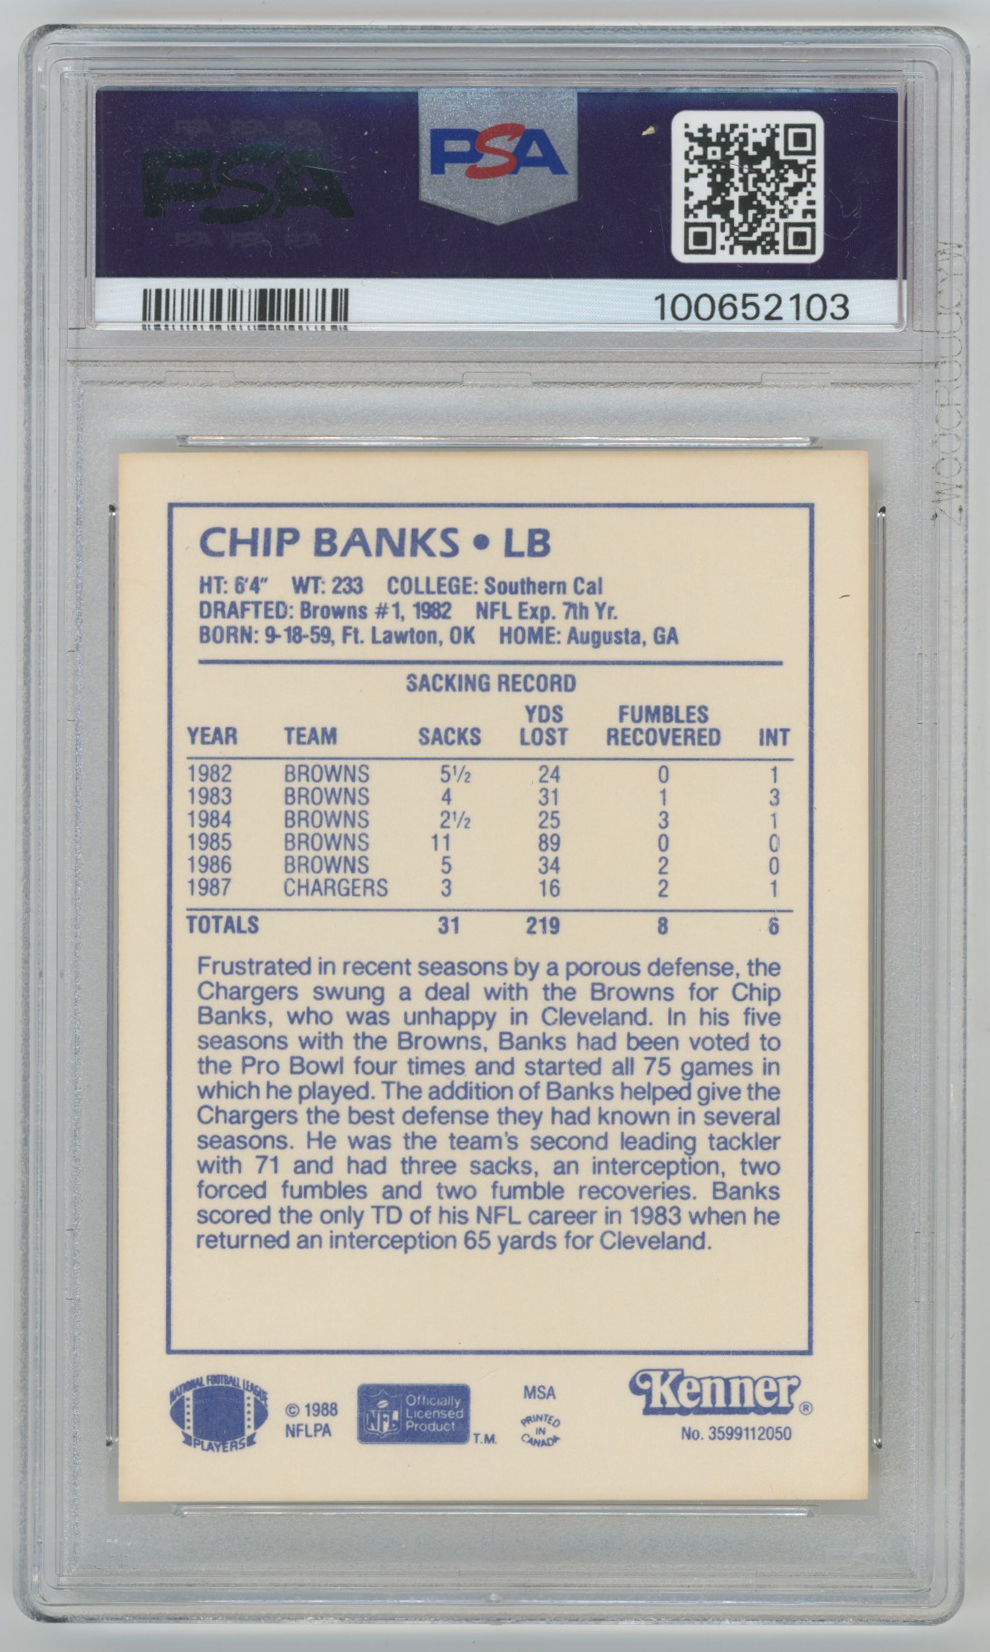 PSA PSA PSA
PSA
PSA PSA PSA
PSA
100652103
CHIP BANKS • LB
HT: 6'4" WT: 233 COLLEGE: Southern Cal
DRAFTED: Browns #1, 1982 NFL Exp. 7th Yr.
BORN: 9-18-59, Ft. Lawton, OK HOME: Augusta, GA
SACKING RECORD
YEAR TEAM SACKS YDS LOST FUMBLES RECOVERED INT
1982 BROWNS 5½ 24 0 1
1983 BROWNS 4 31 1 3
1984 BROWNS 2½ 25 3 1
1985 BROWNS 11 89 0 0
1986 BROWNS 5 34 2 0
1987 CHARGERS 3 16 2 1
TOTALS 31 219 8 6
Frustrated in recent seasons by a porous defense, the
Chargers swung a deal with the Browns for Chip
Banks, who was unhappy in Cleveland. In his five
seasons with the Browns, Banks had been voted to
the Pro Bowl four times and started all 75 games in
which he played. The addition of Banks helped give the
Chargers the best defense they had known in several
seasons. He was the team's second leading tackler
with 71 and had three sacks, an interception, two
forced fumbles and two fumble recoveries. Banks
scored the only TD of his NFL career in 1983 when he
returned an interception 65 yards for Cleveland.
NATIONAL FOOTBALL LEAGUE
PLAYERS
© 1988
NFLPA
NFL
Officially
Licensed
Product
T.M.
MSA
PRINTED
IN
CANADA
Kenner®
No. 3599112050